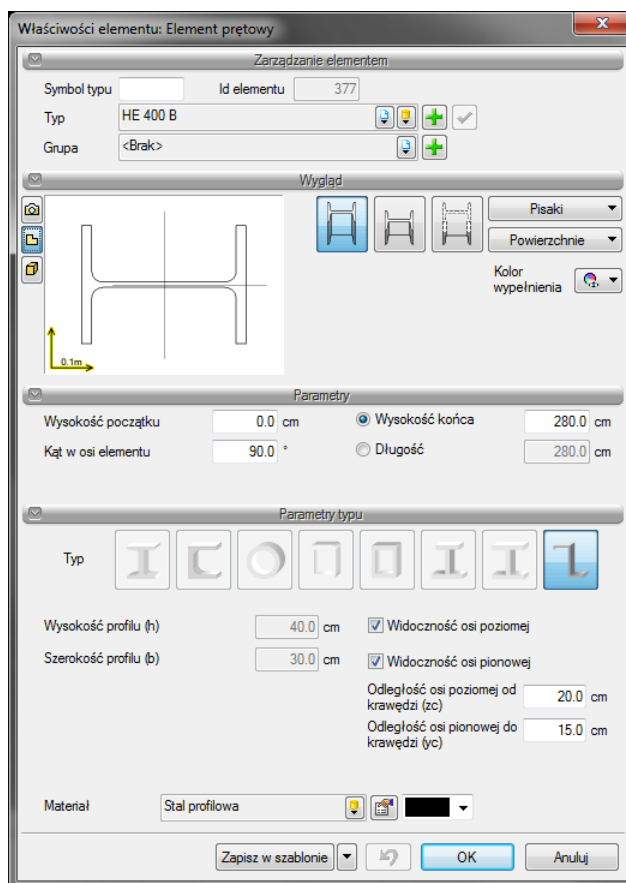 Właściwości elementu: Element prętowy
Zarządzanie elementem
Symbol typu Id elementu 377
Typ HE 400 B
Grupa <Brak>
Wygląd
Pisaki
Powierzchnie
Kolor
wypełnienia
0.1m
Parametry
Wysokość początku 0.0 cm Wysokość końca 280.0 cm
Kąt w osi elementu 90.0 ° Długość 280.0 cm
Parametry typu
Typ
Wysokość profilu (h) 40.0 cm Widoczność osi poziomej
Szerokość profilu (b) 30.0 cm Widoczność osi pionowej
Odległość osi poziomej od
krawędzi (zc) 20.0 cm
Odległość osi pionowej do
krawędzi (yc) 15.0 cm
Materiał Stal profilowa
Zapisz w szablonie OK Anuluj